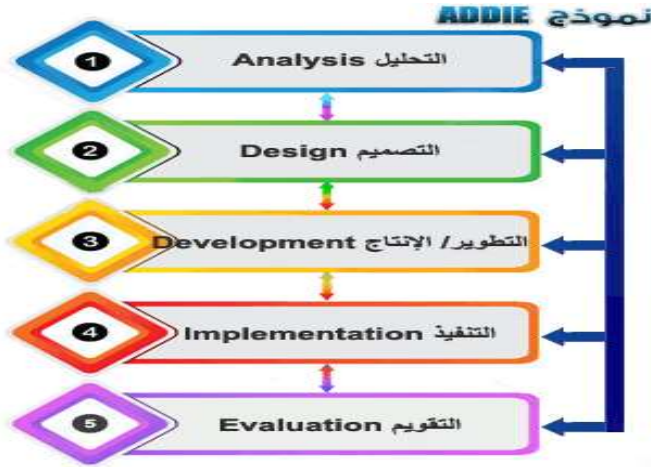 نموذج ADDIE
1
التحليل Analysis
2
التصميم Design
3
التطوير/ الإنتاج Development
4
التنفيذ Implementation
5
التقويم Evaluation